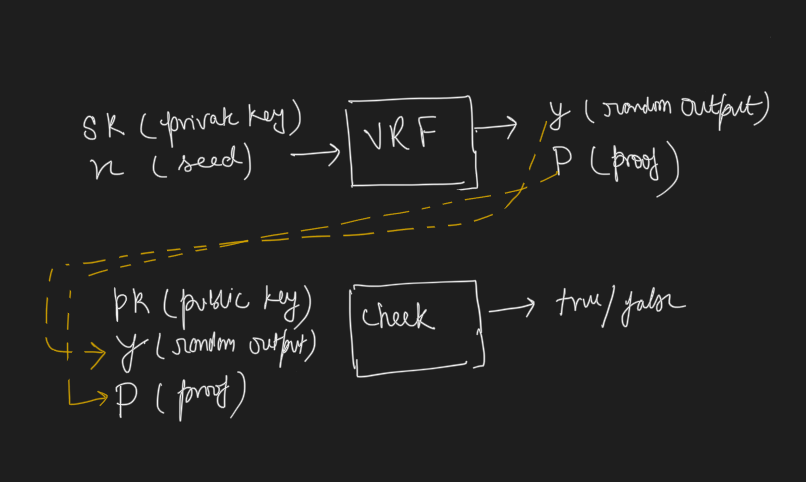 SK (private key)
x (seed)
VRF
y (random output)
P (proof)
PK (public key)
y (random output)
P (proof)
check
true/false